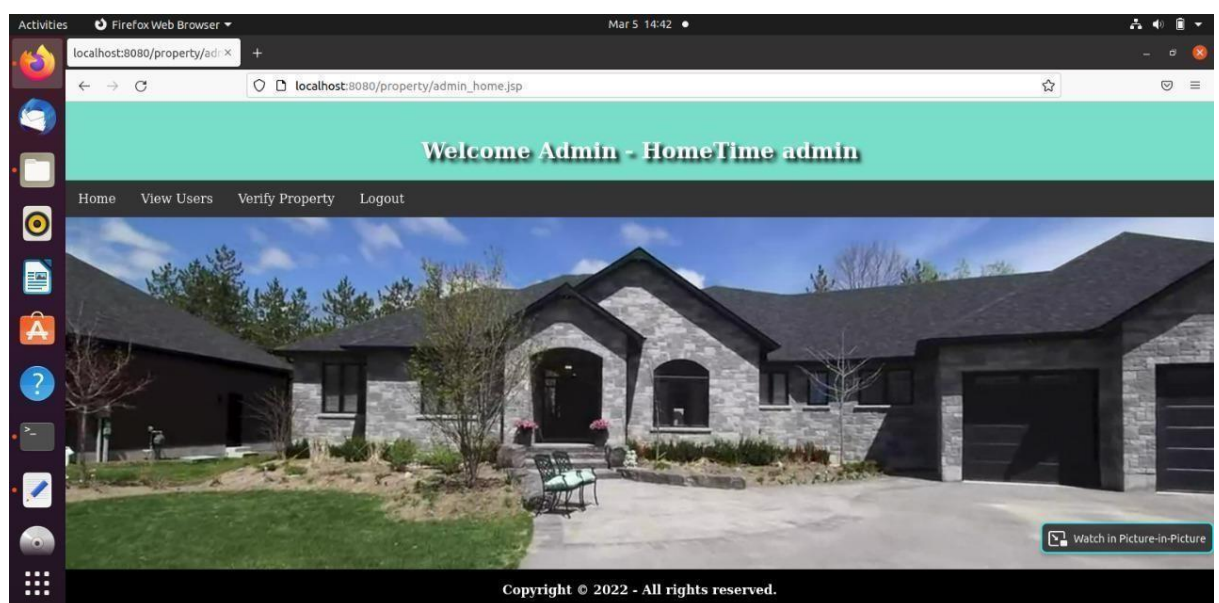 Activities Firefox Web Browser Mar 5 14:42
localhost:8080/property/adr
localhost:8080/property/admin_home.jsp
Welcome Admin - HomeTime admin
Home View Users Verify Property Logout
Watch in Picture-in-Picture
Copyright © 2022 - All rights reserved.